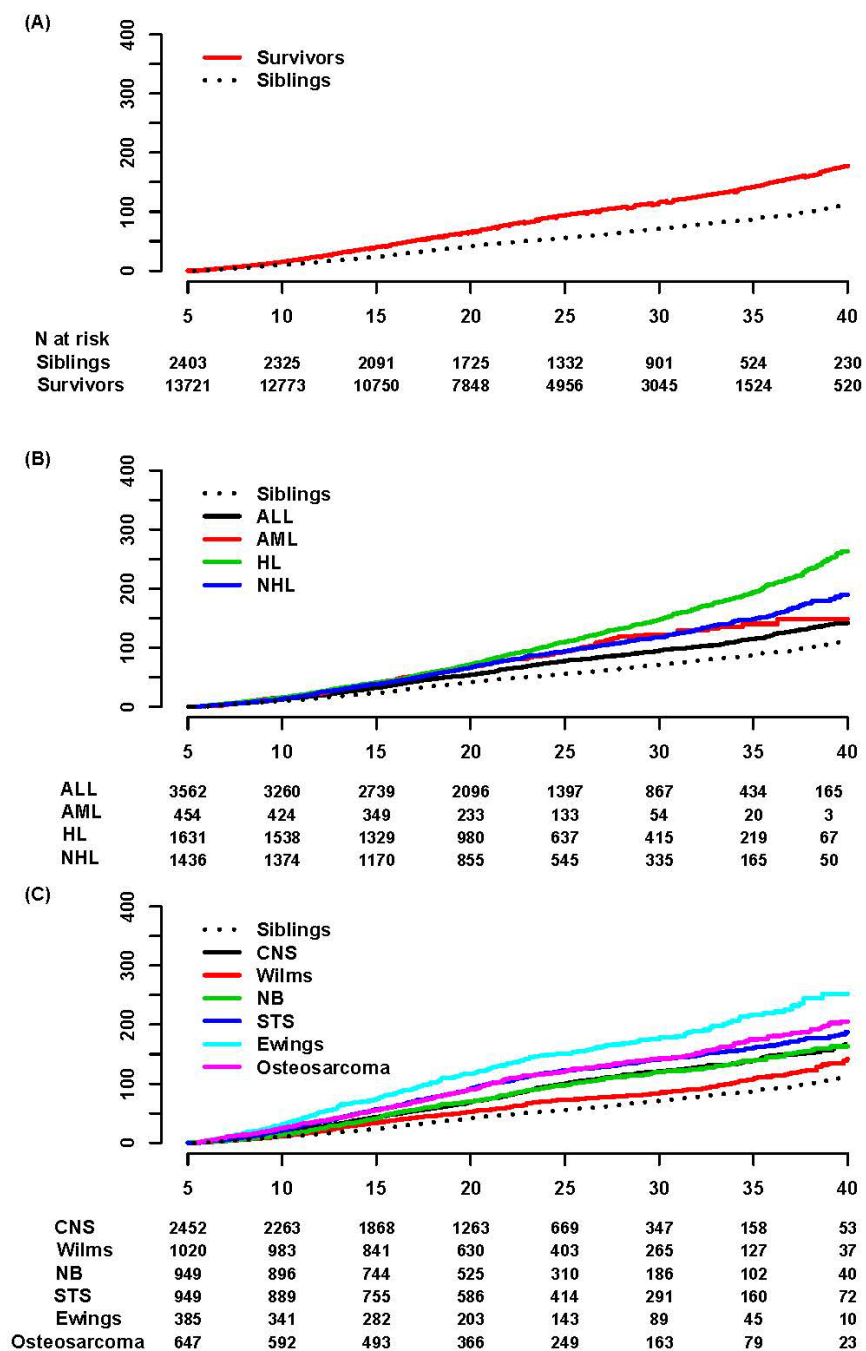 (A)
400
300
200
100
0
Survivors
Siblings
5 10 15 20 25 30 35 40
N at risk
Siblings 2403 2325 2091 1725 1332 901 524 230
Survivors 13721 12773 10750 7848 4956 3045 1524 520
(B)
400
300
200
100
0
Siblings
ALL
AML
HL
NHL
5 10 15 20 25 30 35 40
ALL 3562 3260 2739 2096 1397 867 434 165
AML 454 424 349 233 133 54 20 3
HL 1631 1538 1329 980 637 415 219 67
NHL 1436 1374 1170 855 545 335 165 50
(C)
400
300
200
100
0
Siblings
CNS
Wilms
NB
STS
Ewings
Osteosarcoma
5 10 15 20 25 30 35 40
CNS 2452 2263 1868 1263 669 347 158 53
Wilms 1020 983 841 630 403 265 127 37
NB 949 896 744 525 310 186 102 40
STS 949 889 755 586 414 291 160 72
Ewings 385 341 282 203 143 89 45 10
Osteosarcoma 647 592 493 366 249 163 79 23